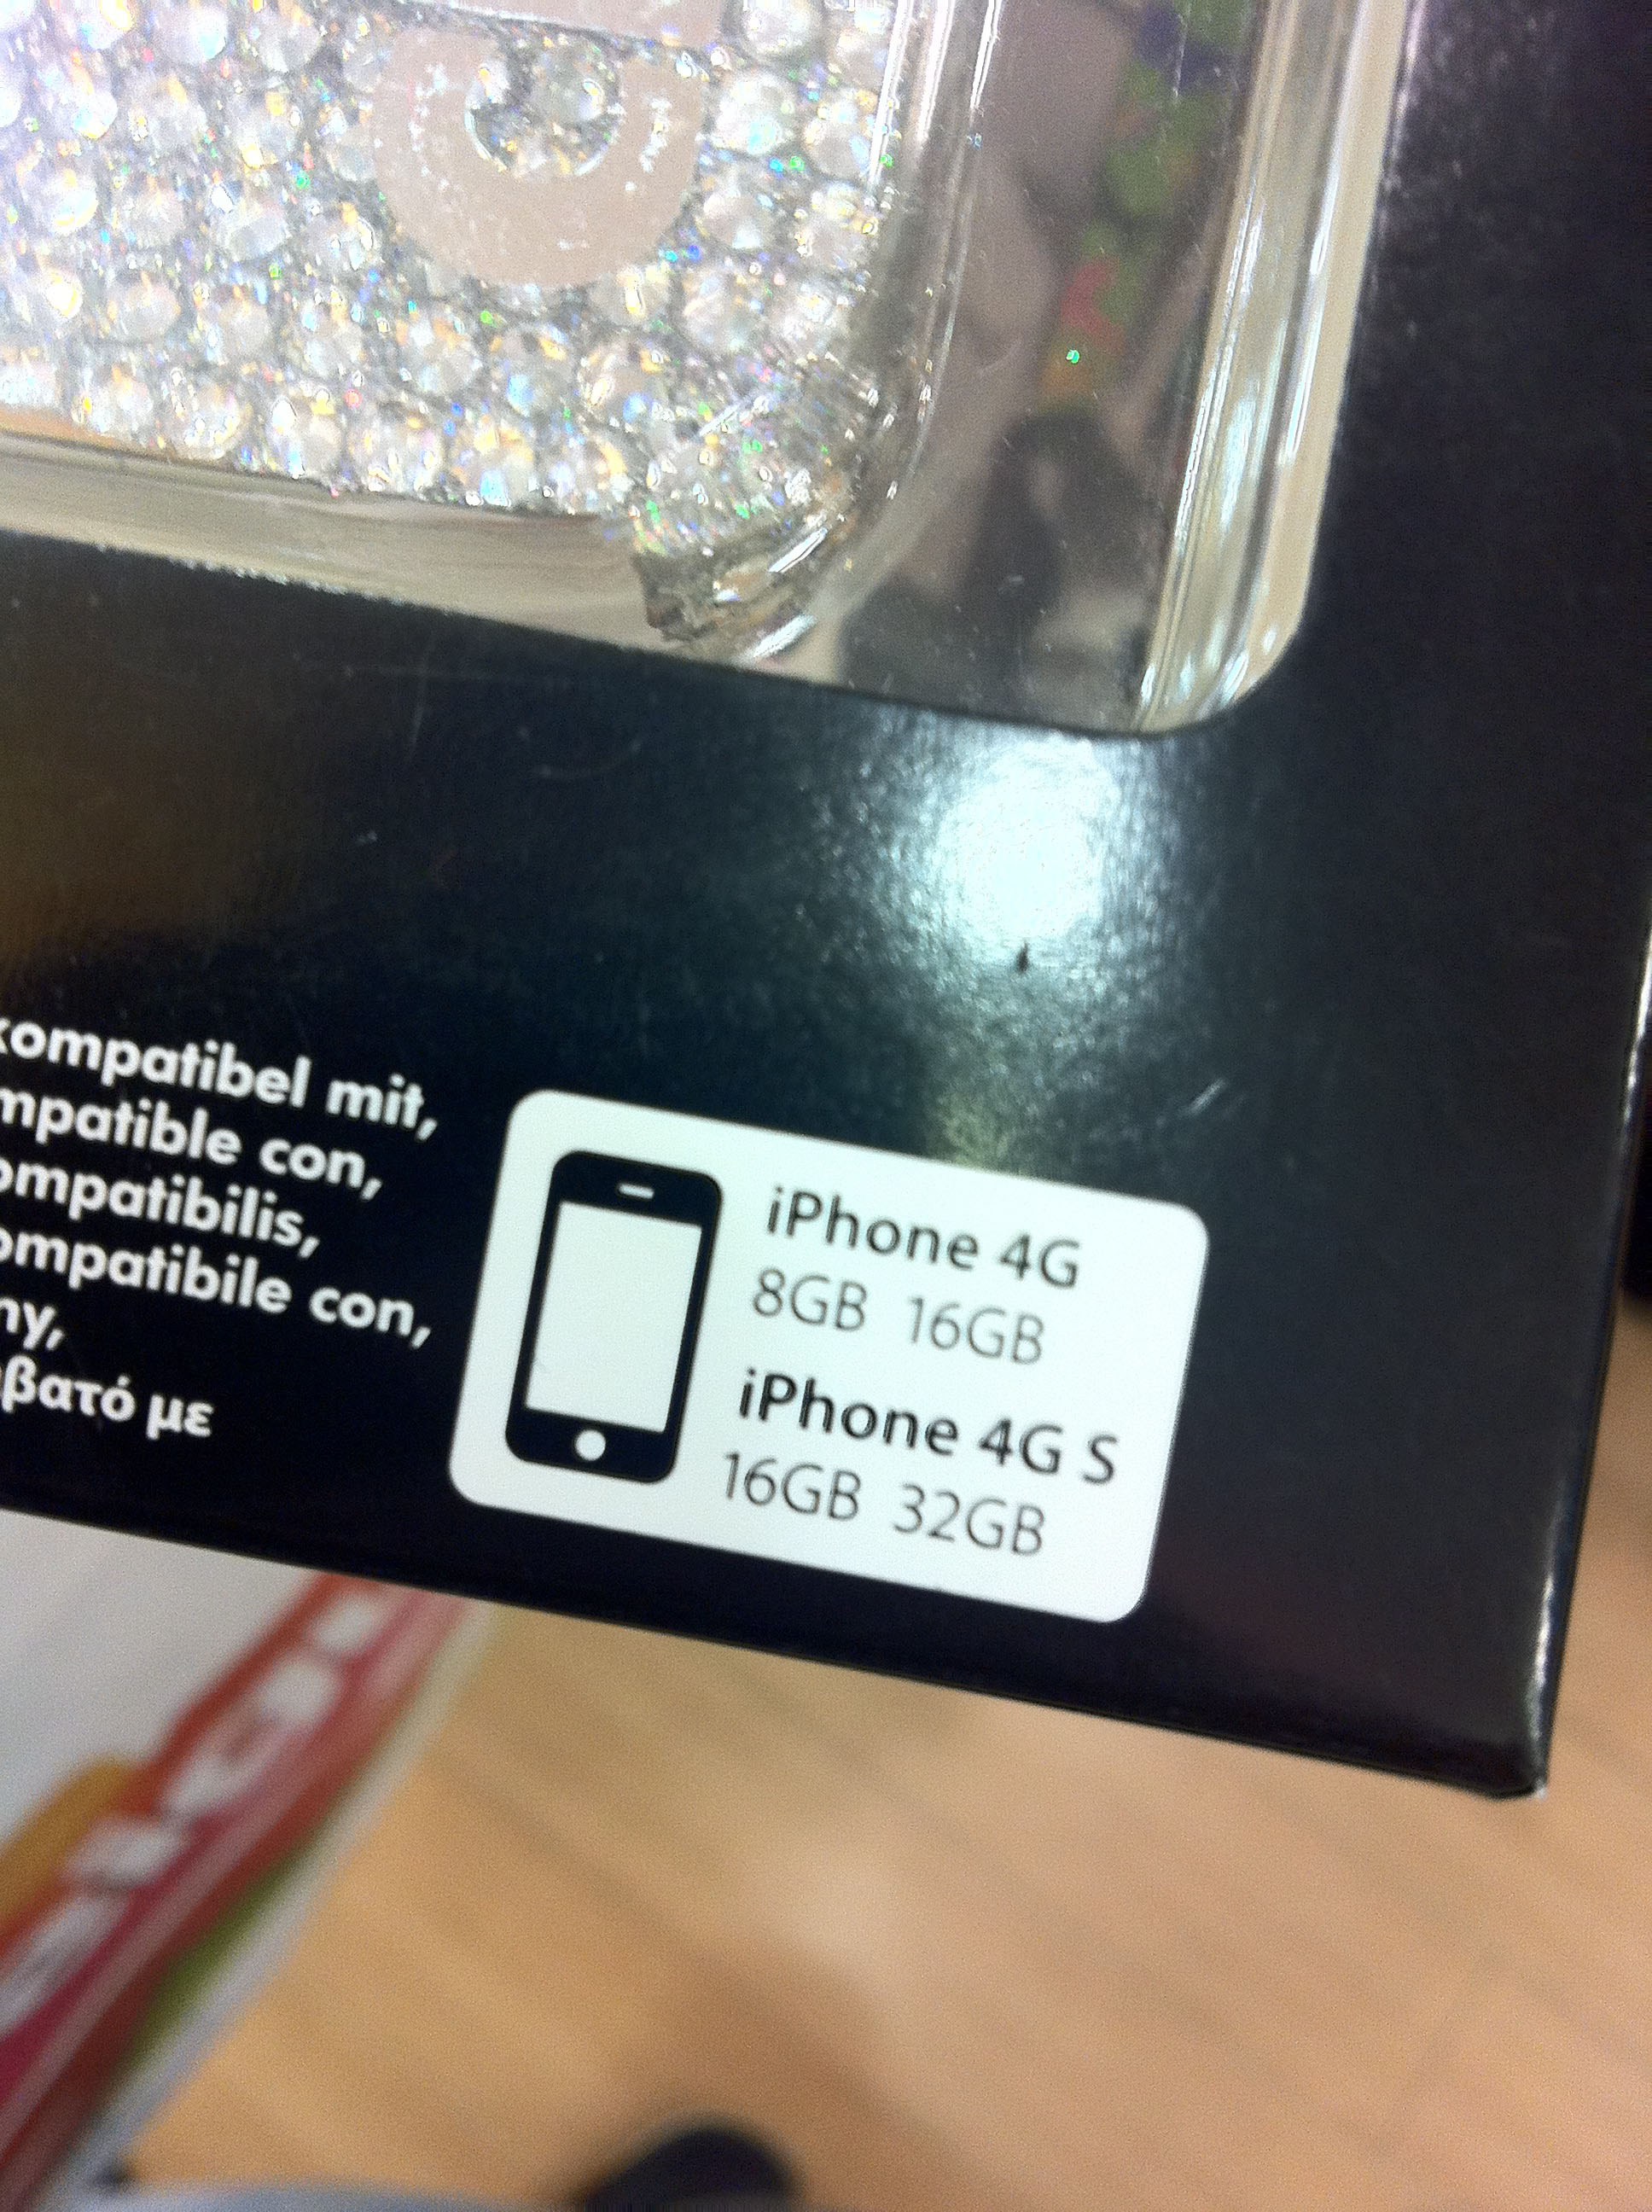 kompatibel mit,
mpatible con,
ompatibilis,
ompatibile con,
ny,
βατό με
iPhone 4G
8GB 16GB
iPhone 4G S
16GB 32GB